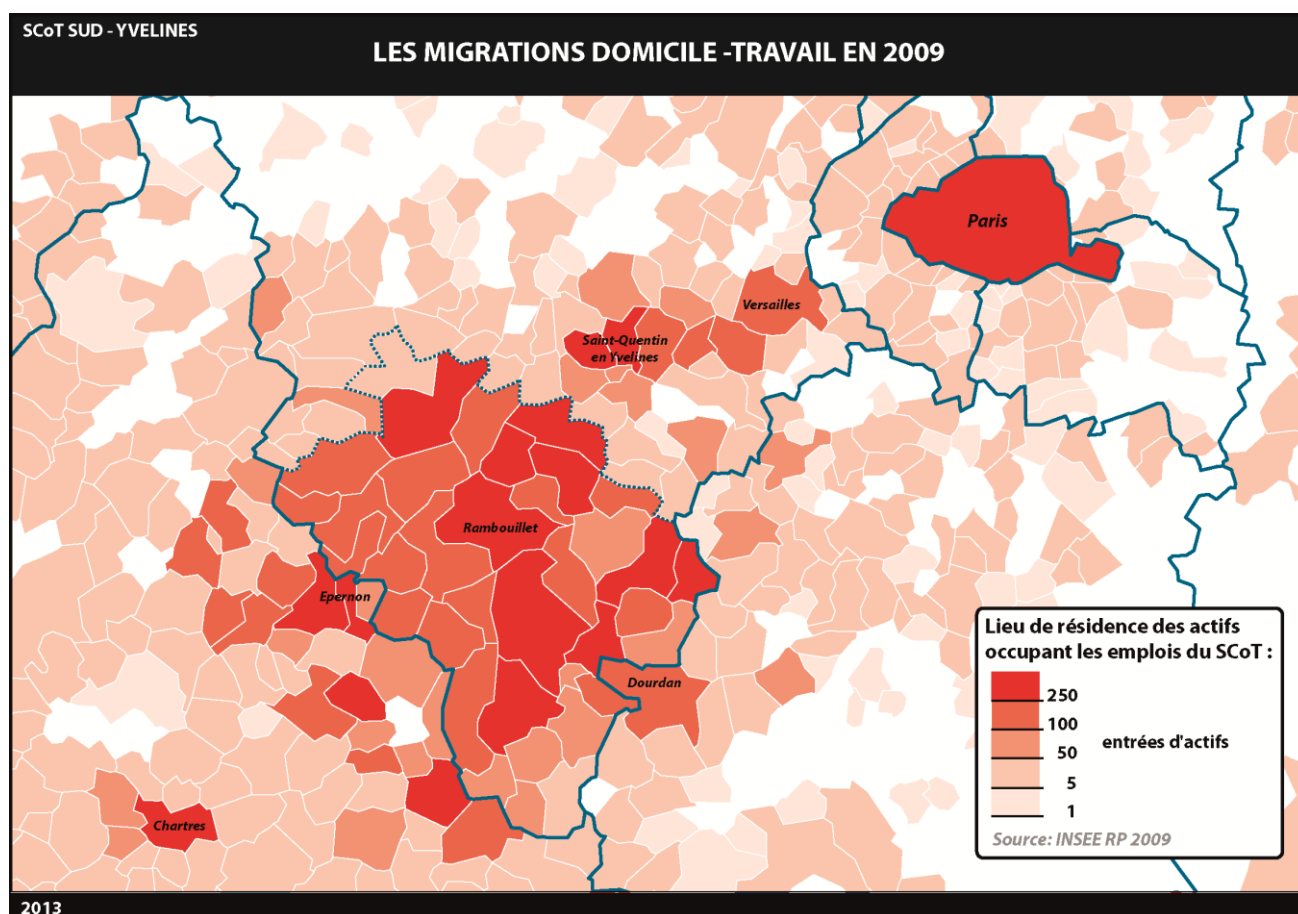 SCoT SUD - YVELINES
LES MIGRATIONS DOMICILE -TRAVAIL EN 2009
Paris
Versailles
Saint-Quentin
en Yvelines
Rambouillet
Epernon
Dourdan
Chartres
Lieu de résidence des actifs
occupant les emplois du SCoT :
250
100
50
entrées d'actifs
5
1
Source: INSEE RP 2009
2013